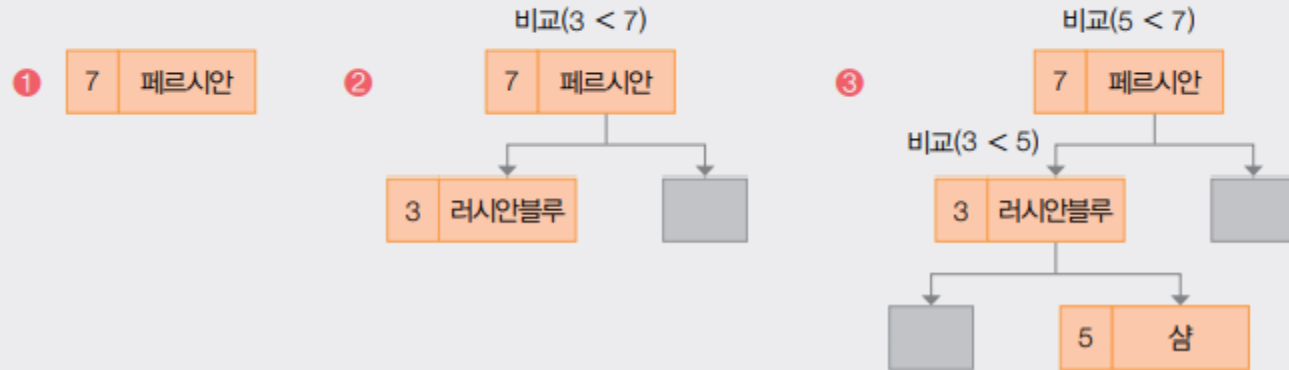 ❶ 7 페르시안
❷ 비교(3 < 7)
7 페르시안
3 러시안블루
❸ 비교(5 < 7)
7 페르시안
비교(3 < 5)
3 러시안블루
5 샴